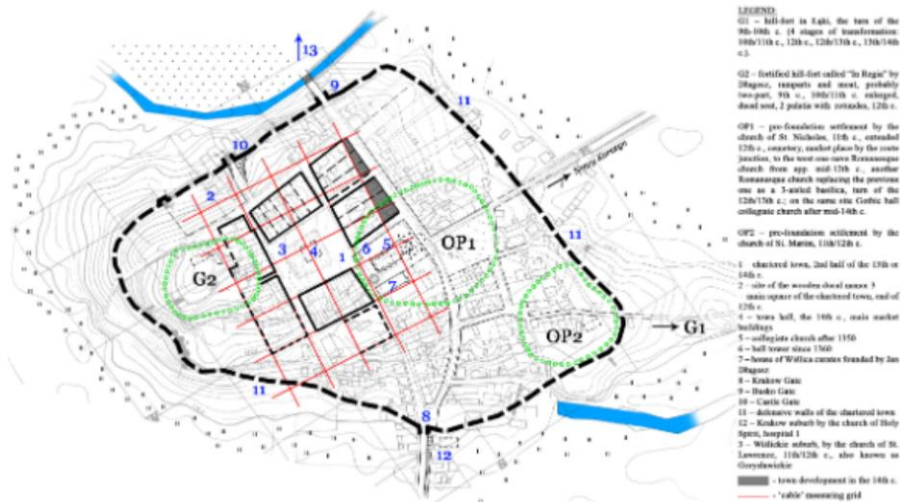 13
9
11
10
2
Stary Korczyn
3
4
1
6
5
OP1
7
11
G2
OP2
G1
11
8
12
LEGEND:
G1 – hill-fort in Łąki, the turn of the
9th-10th c. (4 stages of transformation:
10th/11th c., 12th c., 12th/13th c., 13th/14th
c.).
G2 – fortified hill-fort called "In Regia" by
Długosz, ramparts and moat, probably
two-part, 9th c., 10th/11th c. enlarged,
ducal seat, 2 palatia with rotundas, 12th c.
OP1 – pre-foundation settlement by the
church of St. Nicholas, 11th c., extended
12th c., cemetery, market place by the route
junction, to the west one-nave Romanesque
church from app. mid-12th c., another
Romanesque church replacing the previous
one as a 3-aisled basilica, turn of the
12th/13th c.; on the same site Gothic hall
collegiate church after mid-14th c.
OP2 – pre-foundation settlement by the
church of St. Martin, 11th/12th c.
1 – chartered town, 2nd half of the 13th or
14th c.
2 – site of the wooden ducal manor 3
main square of the chartered town, end of
13th c.
4 – town hall, the 14th c., main market
buildings
5 – collegiate church after 1350
6 – bell tower since 1360
7 – house of Wiślica curates founded by Jan
Długosz
8 – Krakow Gate
9 – Busko Gate
10 – Castle Gate
11 – defensive walls of the chartered town
12 – Krakow suburb by the church of Holy
Spirit, hospital 1
3 – Wiślickie suburb, by the church of St.
Lawrence, 11th/12th c., also known as
Gorysławickie
- town development in the 14th c.
- 'cable' measuring grid